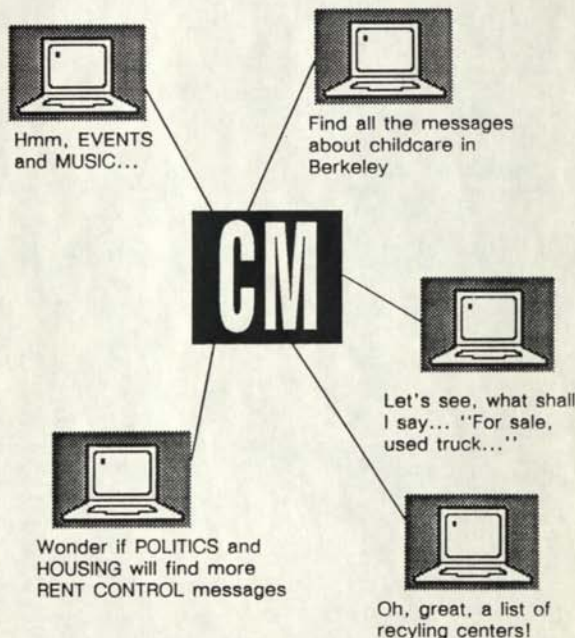 Hmm, EVENTS
and MUSIC...
Find all the messages
about childcare in
Berkeley
CM
Let's see, what shall
I say... "For sale,
used truck..."
Wonder if POLITICS and
HOUSING will find more
RENT CONTROL messages
Oh, great, a list of
recyling centers!